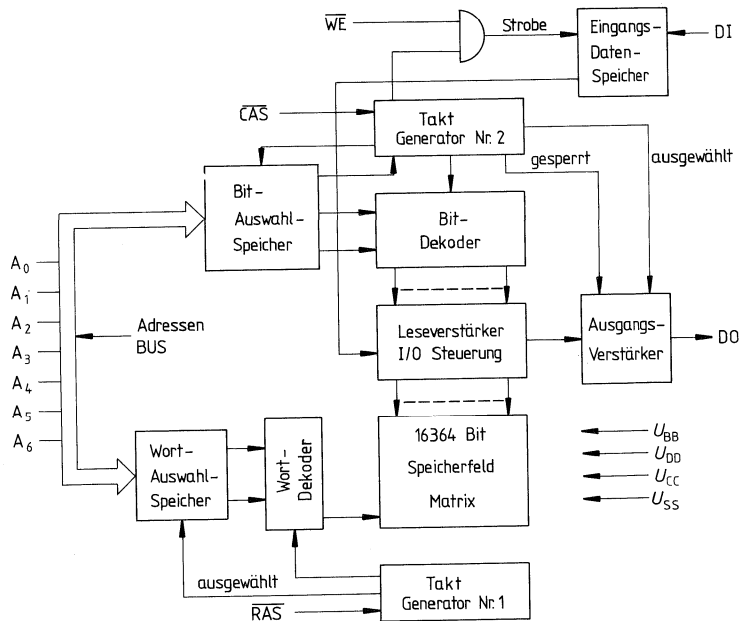 WE
Strobe
Eingangs-
Daten-
Speicher
DI
CAS
Takt
Generator Nr. 2
gesperrt
ausgewählt
Bit-
Auswahl-
Speicher
Bit-
Dekoder
A0
A1
A2
A3
A4
A5
A6
Adressen
BUS
Leseverstärker
I/O Steuerung
Ausgangs-
Verstärker
DO
Wort-
Auswahl-
Speicher
Wort-
Dekoder
16364 Bit
Speicherfeld
Matrix
UBB
UDD
UCC
USS
ausgewählt
RAS
Takt
Generator Nr. 1